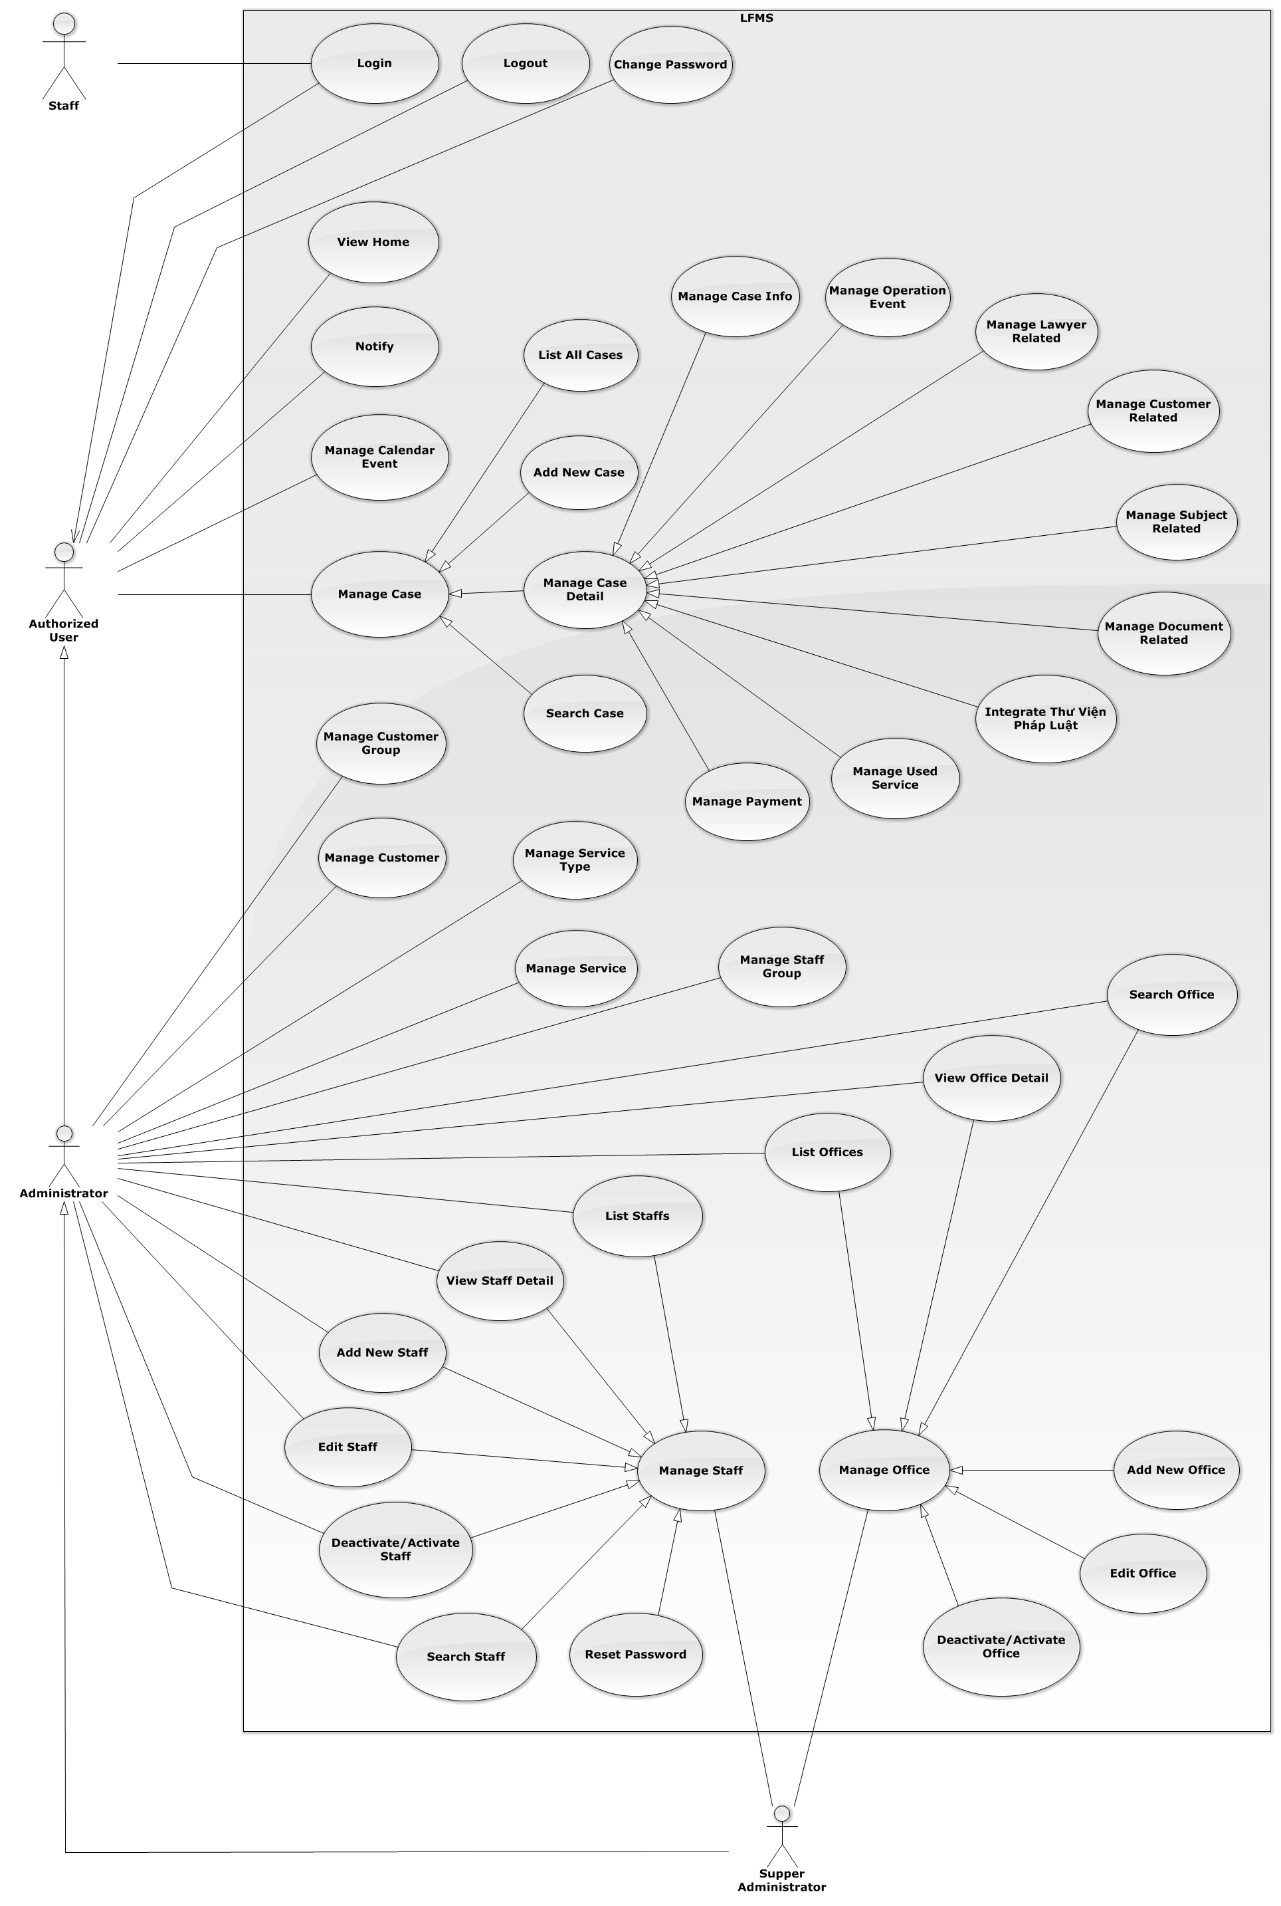 LFMS
Staff
Login
Logout
Change Password
View Home
Notify
Manage Calendar
Event
List All Cases
Add New Case
Manage Case Info
Manage Operation
Event
Manage Lawyer
Related
Manage Customer
Related
Manage Subject
Related
Authorized
User
Manage Case
Manage Case
Detail
Manage Document
Related
Search Case
Integrate Thư Viện
Pháp Luật
Manage Used
Service
Manage Payment
Manage Customer
Group
Manage Customer
Manage Service
Type
Manage Service
Manage Staff
Group
Search Office
View Office Detail
List Offices
Administrator
List Staffs
View Staff Detail
Add New Staff
Edit Staff
Manage Staff
Manage Office
Add New Office
Deactivate/Activate
Staff
Edit Office
Search Staff
Reset Password
Deactivate/Activate
Office
Supper
Administrator